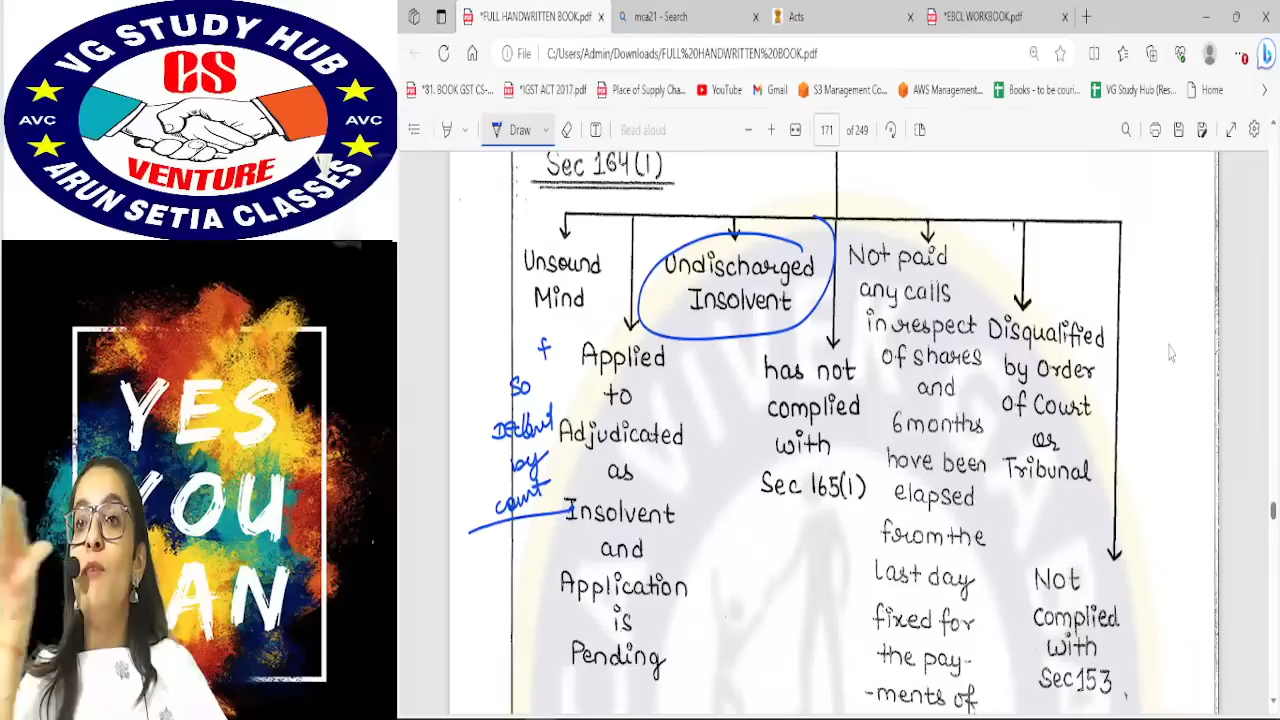 VG STUDY HUB
CS
AVC
AVC
VENTURE
ARUN SETIA CLASSES
YES
YOU
CAN
*FULL HANDWRITTEN BOOK.pdf
mca21 - Search
Acts
*EBCL WORKBOOK.pdf
File
C:/Users/Admin/Downloads/FULL%20HANDWRITTEN%20BOOK.pdf
*81. BOOK GST CS-...
*IGST ACT 2017.pdf
Place of Supply Cha...
YouTube
Gmail
S3 Management Co...
AWS Management...
Books - to be couri...
VG Study Hub (Res...
Home
Draw
Read aloud
171
of 249
Sec 164(1)
Unsound
Mind
f
So
by
court
Applied
to
Adjudicated
as
Insolvent
and
Application
is
Pending
Undischarged
Insolvent
has not
complied
with
Sec 165(1)
Not paid
any calls
in respect
of shares
and
6 months
have been
elapsed
from the
last day
fixed for
the pay-
-ments of
Disqualified
by Order
of Court
or
Tribunal
Not
Complied
with
Sec 153